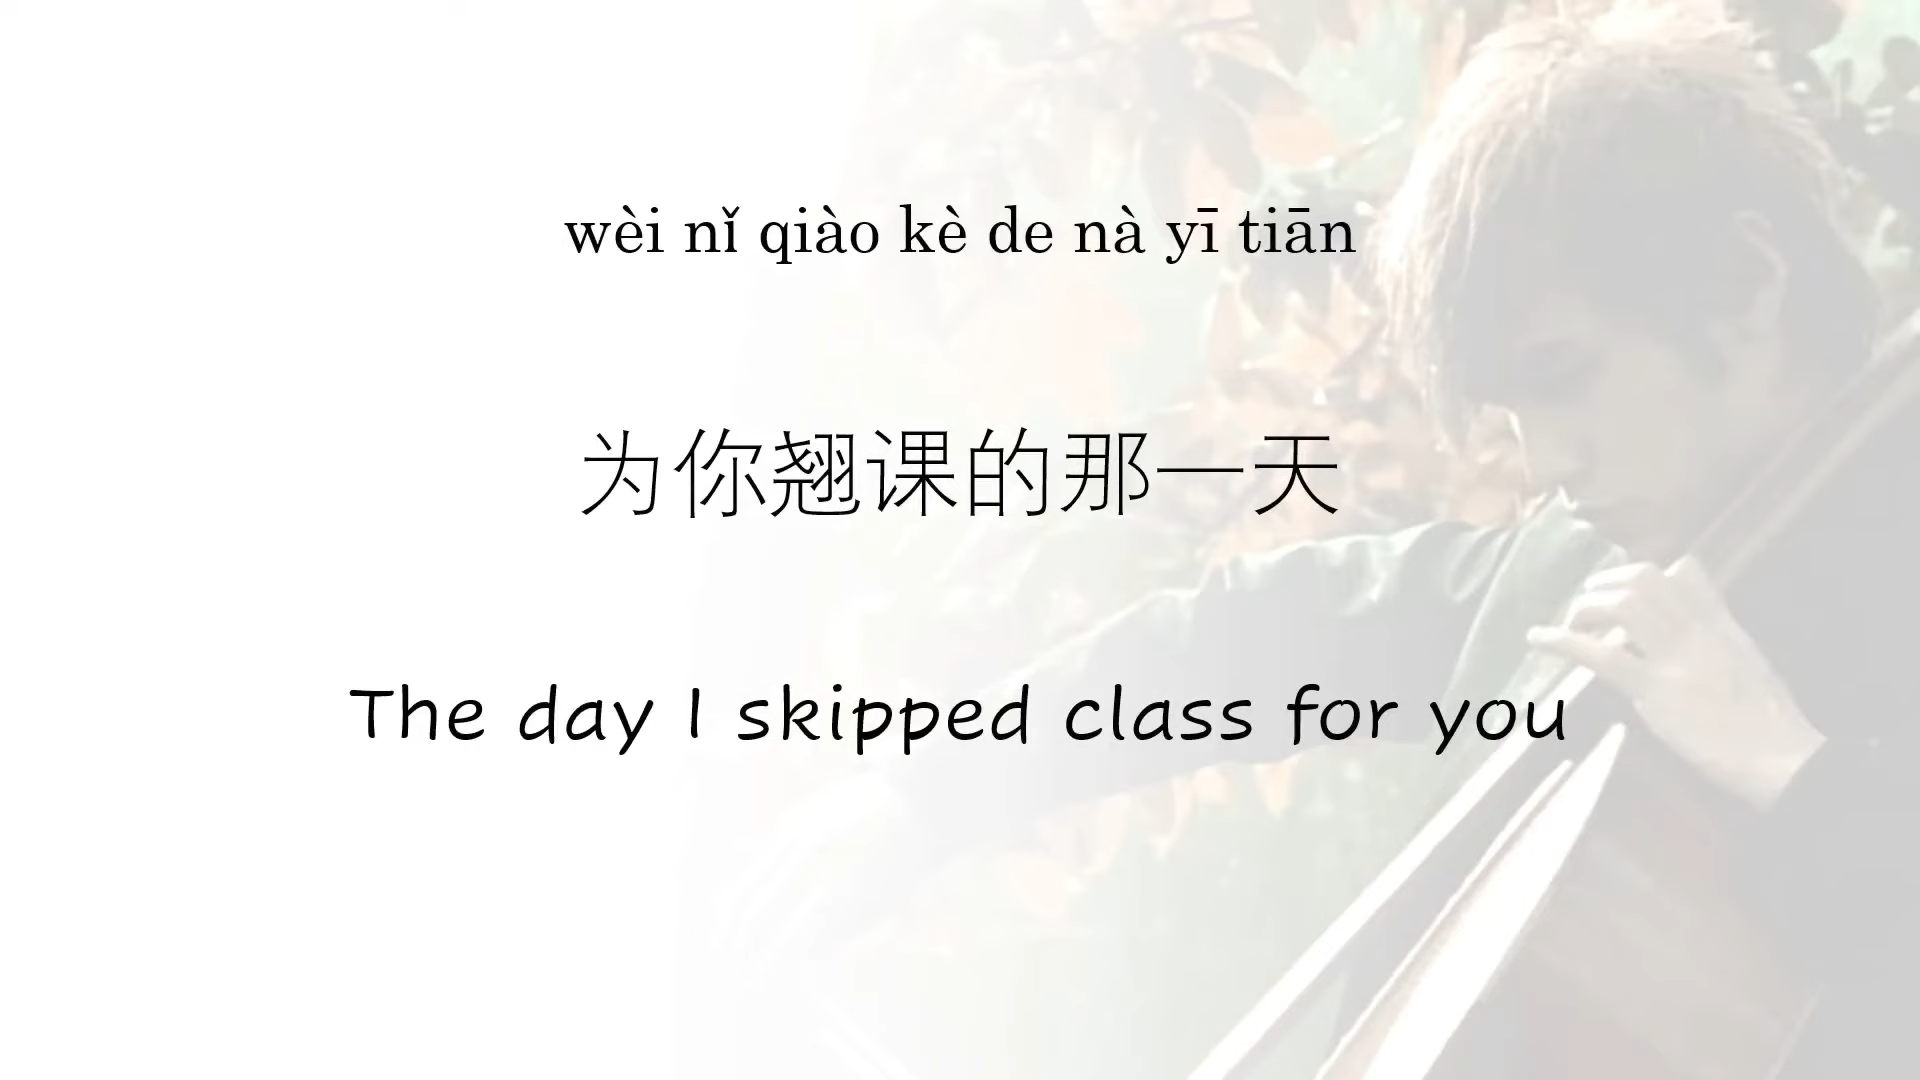 wèi nǐ qiào kè de nà yī tiān
为你翘课的那一天
The day I skipped class for you